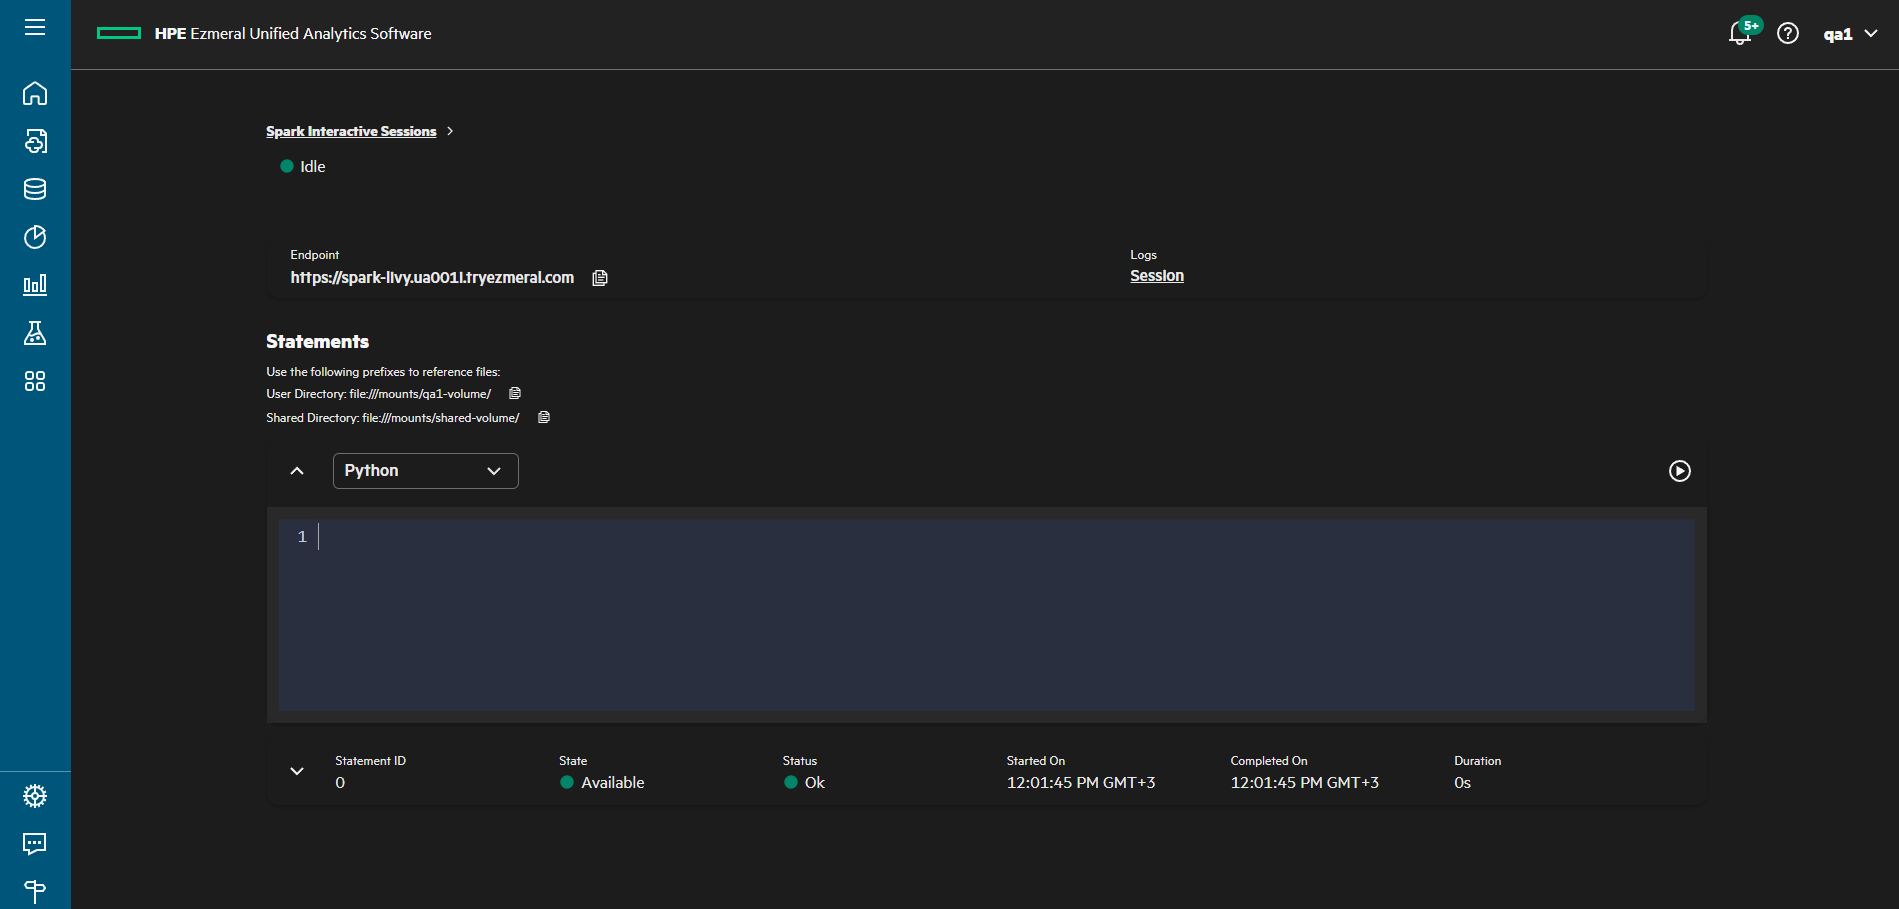 HPE Ezmeral Unified Analytics Software
5+
qa1
Spark Interactive Sessions
Idle
Endpoint
Logs
https://spark-livy.ua001i.tryezmeral.com
Session
Statements
Use the following prefixes to reference files:
User Directory: file:///mounts/qa1-volume/
Shared Directory: file:///mounts/shared-volume/
Python
1
Statement ID
State
Status
Started On
Completed On
Duration
0
Available
Ok
12:01:45 PM GMT+3
12:01:45 PM GMT+3
0s